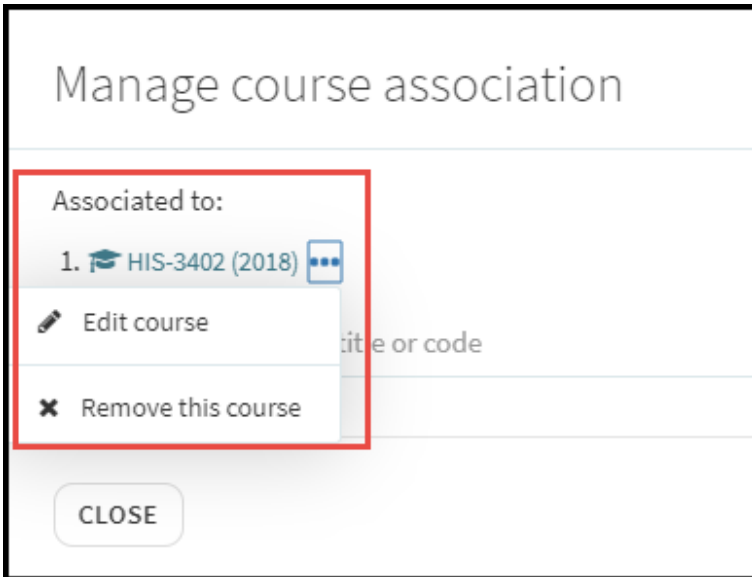 Manage course association
Associated to:
1. HIS-3402 (2018)
Edit course
title or code
Remove this course
CLOSE